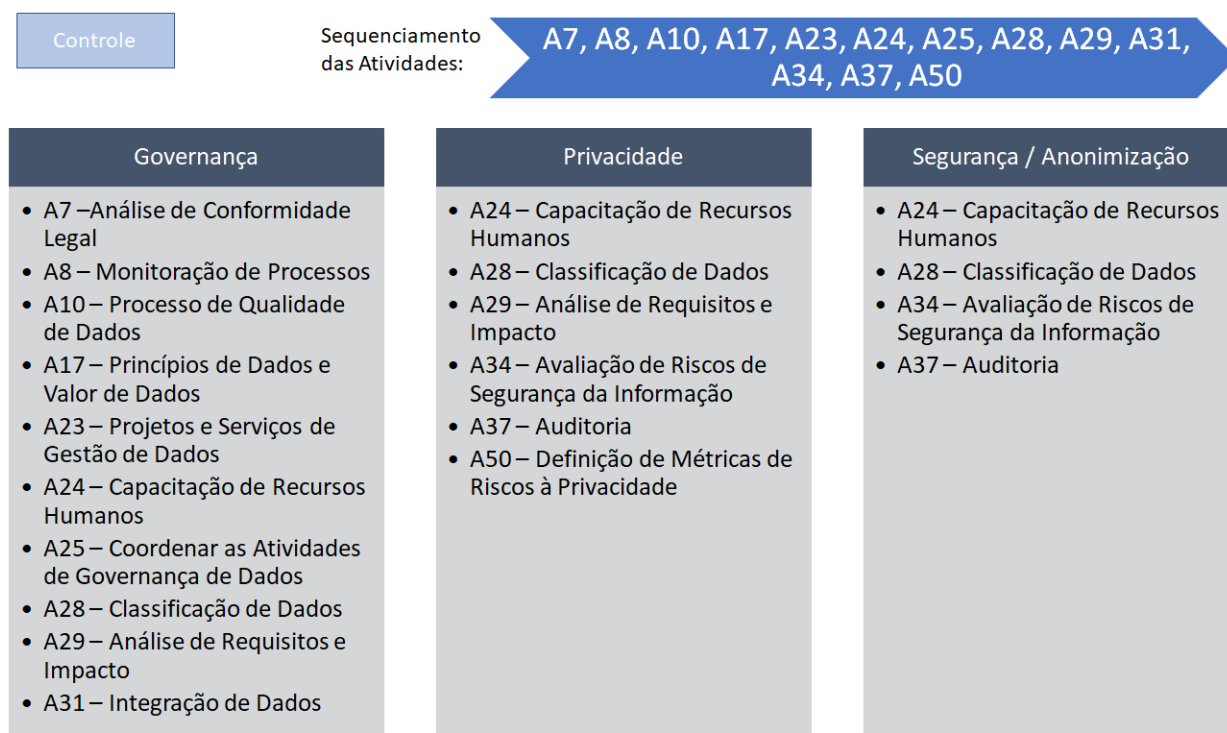 Controle
Sequenciamento
das Atividades:
A7, A8, A10, A17, A23, A24, A25, A28, A29, A31,
A34, A37, A50
Governança
• A7 –Análise de Conformidade
Legal
• A8 – Monitoração de Processos
• A10 – Processo de Qualidade
de Dados
• A17 – Princípios de Dados e
Valor de Dados
• A23 – Projetos e Serviços de
Gestão de Dados
• A24 – Capacitação de Recursos
Humanos
• A25 – Coordenar as Atividades
de Governança de Dados
• A28 – Classificação de Dados
• A29 – Análise de Requisitos e
Impacto
• A31 – Integração de Dados
Privacidade
• A24 – Capacitação de Recursos
Humanos
• A28 – Classificação de Dados
• A29 – Análise de Requisitos e
Impacto
• A34 – Avaliação de Riscos de
Segurança da Informação
• A37 – Auditoria
• A50 – Definição de Métricas de
Riscos à Privacidade
Segurança / Anonimização
• A24 – Capacitação de Recursos
Humanos
• A28 – Classificação de Dados
• A34 – Avaliação de Riscos de
Segurança da Informação
• A37 – Auditoria